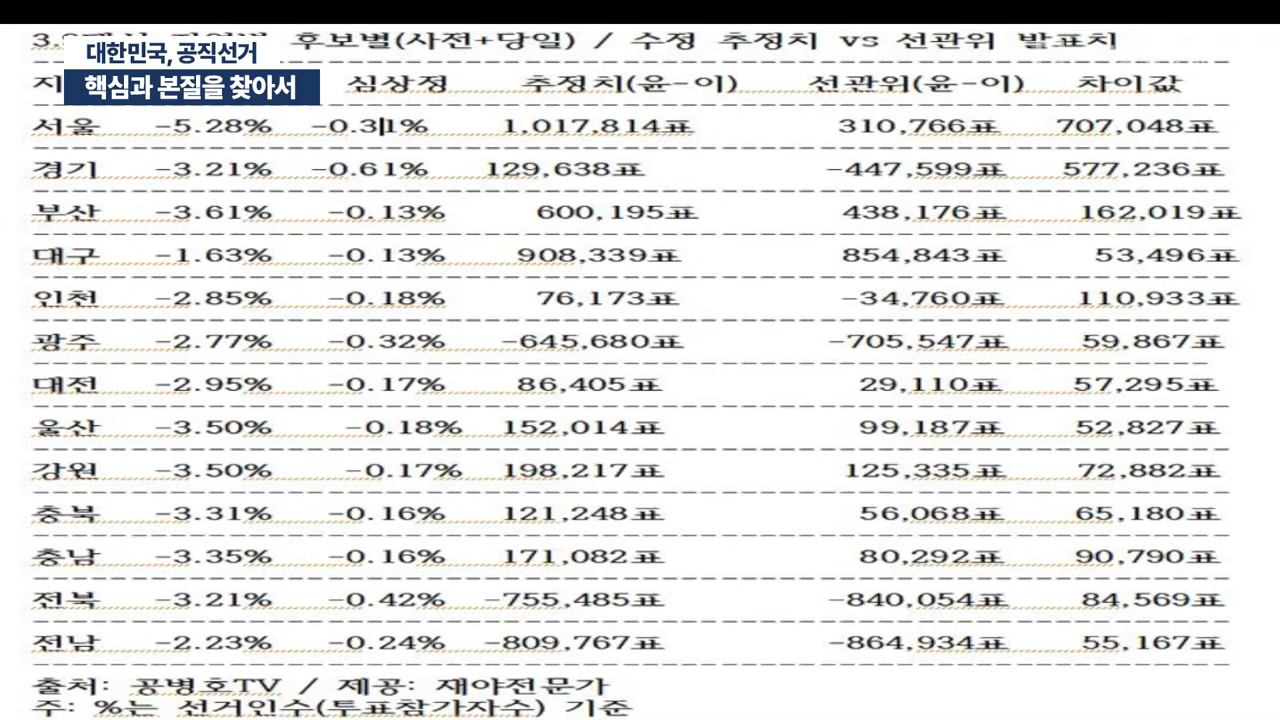 대한민국, 공직선거
핵심과 본질을 찾아서
후보별(사전+당일) / 수정 추정치 vs 선관위 발표치
심상정 추정치(윤-이) 선관위(윤-이) 차이값
서울 -5.28% -0.31% 1,017,814표 310,766표 707,048표
경기 -3.21% -0.61% 129,638표 -447,599표 577,236표
부산 -3.61% -0.13% 600,195표 438,176표 162,019표
대구 -1.63% -0.13% 908,339표 854,843표 53,496표
인천 -2.85% -0.18% 76,173표 -34,760표 110,933표
광주 -2.77% -0.32% -645,680표 -705,547표 59,867표
대전 -2.95% -0.17% 86,405표 29,110표 57,295표
울산 -3.50% -0.18% 152,014표 99,187표 52,827표
강원 -3.50% -0.17% 198,217표 125,335표 72,882표
충북 -3.31% -0.16% 121,248표 56,068표 65,180표
충남 -3.35% -0.16% 171,082표 80,292표 90,790표
전북 -3.21% -0.42% -755,485표 -840,054표 84,569표
전남 -2.23% -0.24% -809,767표 -864,934표 55,167표
출처: 공병호TV / 제공: 재야전문가
주: %는 선거인수(투표참가자수) 기준